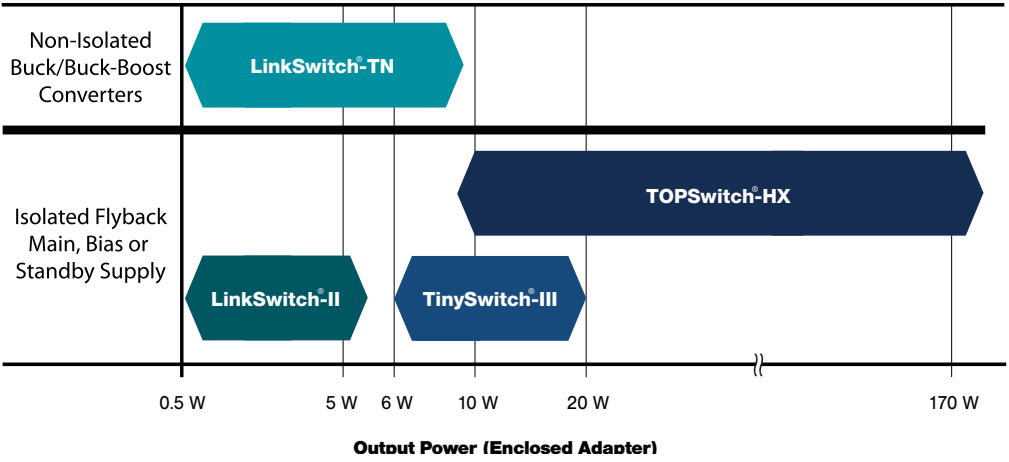 Non-Isolated
Buck/Buck-Boost
Converters
LinkSwitch®-TN
Isolated Flyback
Main, Bias or
Standby Supply
TOPSwitch®-HX
LinkSwitch®-II
TinySwitch®-III
0.5 W 5 W 6 W 10 W 20 W 170 W
Output Power (Enclosed Adapter)